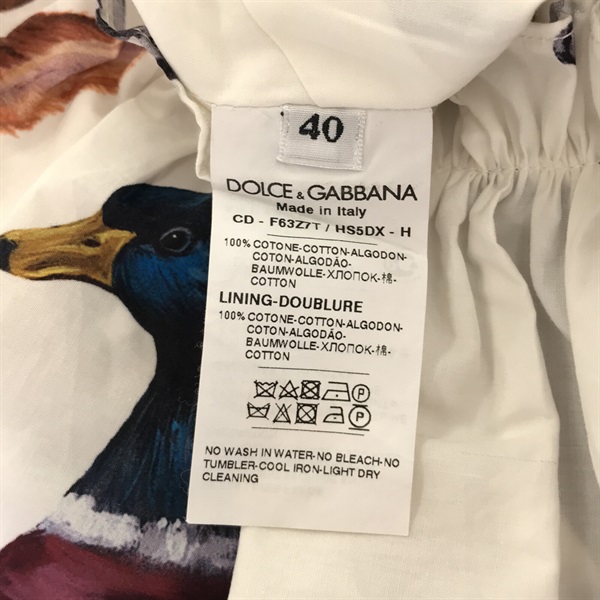 40
DOLCE & GABBANA
Made in Italy
CD - F63Z7T / HS5DX - H
100% COTONE-COTTON-ALGODON-
COTON-ALGODÃO-
BAUMWOLLE-ХЛОПОК-棉-
COTTON
LINING-DOUBLURE
100% COTONE-COTTON-ALGODON-
COTON-ALGODÃO-
BAUMWOLLE-ХЛОПОК-棉-
COTTON
NO WASH IN WATER-NO BLEACH-NO
TUMBLER-COOL IRON-LIGHT DRY
CLEANING